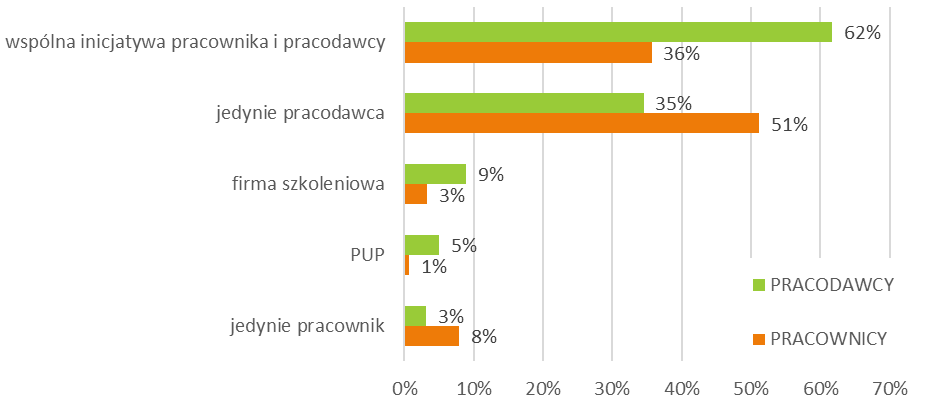 wspólna inicjatywa pracownika i pracodawcy
62%
36%
jedynie pracodawca
35%
51%
firma szkoleniowa
9%
3%
PUP
5%
1%
jedynie pracownik
3%
8%
PRACODAWCY
PRACOWNICY
0% 10% 20% 30% 40% 50% 60% 70%